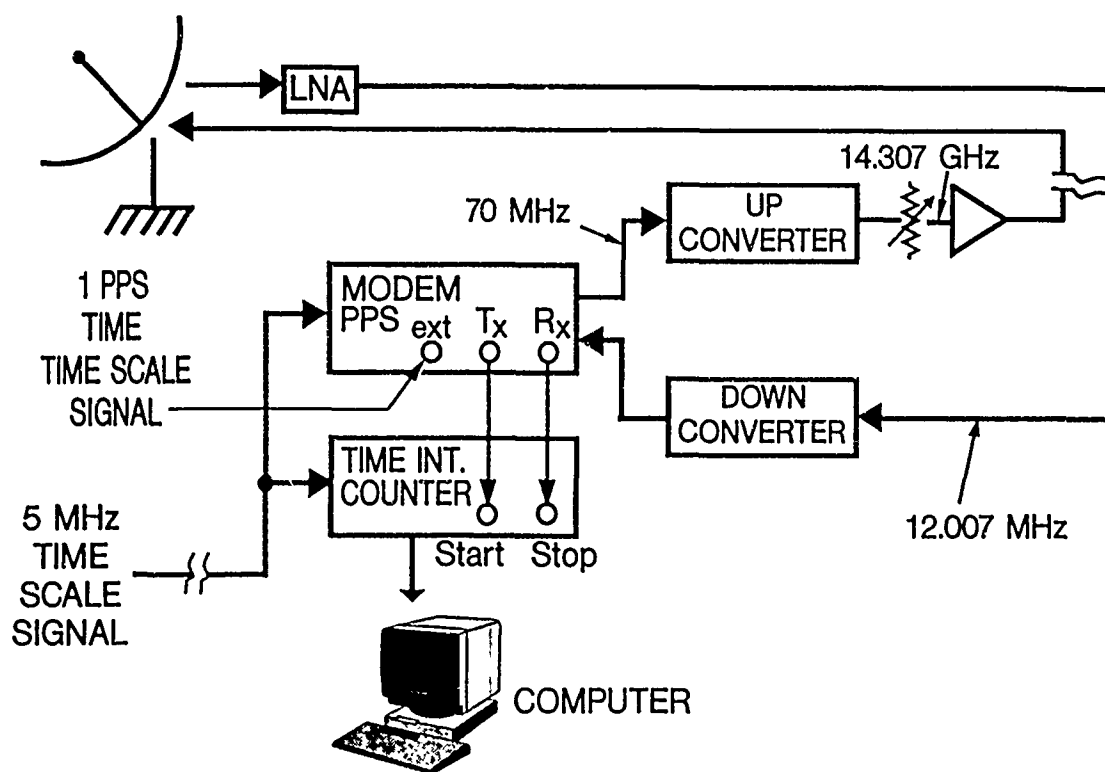 LNA
14.307 GHz
70 MHz
UP
CONVERTER
1 PPS
TIME
TIME SCALE
SIGNAL
MODEM
PPS ext Tx Rx
DOWN
CONVERTER
TIME INT.
COUNTER
12.007 MHz
5 MHz
TIME
SCALE
SIGNAL
Start Stop
COMPUTER